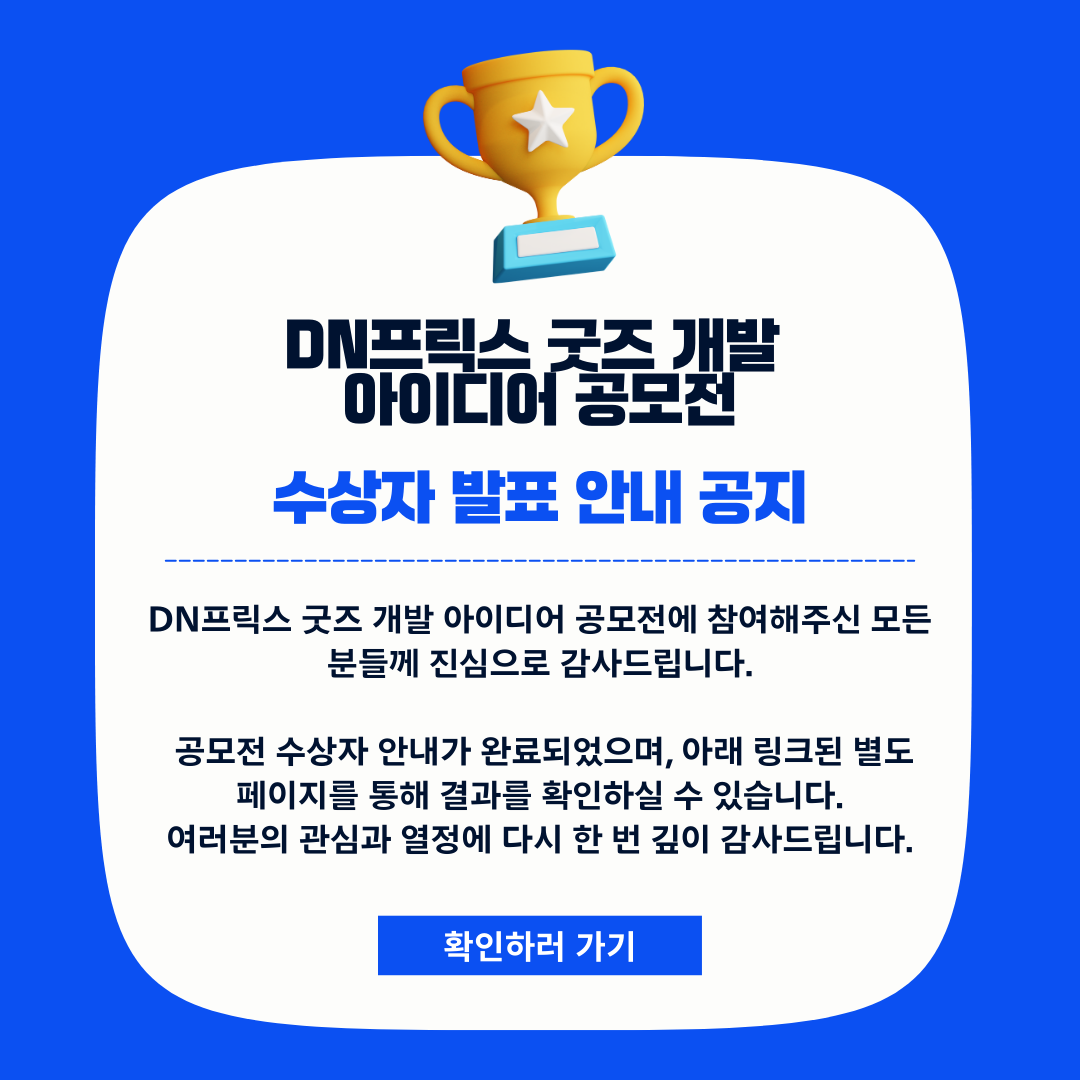 DN프릭스 굿즈 개발
아이디어 공모전
수상자 발표 안내 공지
DN프릭스 굿즈 개발 아이디어 공모전에 참여해주신 모든
분들께 진심으로 감사드립니다.
공모전 수상자 안내가 완료되었으며, 아래 링크된 별도
페이지를 통해 결과를 확인하실 수 있습니다.
여러분의 관심과 열정에 다시 한 번 깊이 감사드립니다.
확인하러 가기